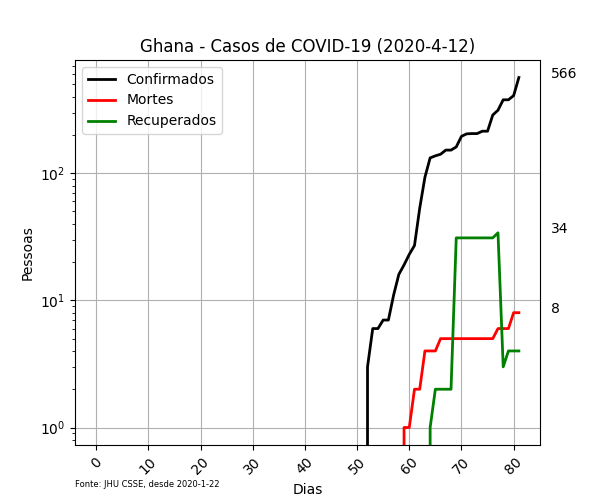 Ghana - Casos de COVID-19 (2020-4-12)
Confirmados
Mortes
Recuperados
566
34
8
10²
10¹
10⁰
Pessoas
0 10 20 30 40 50 60 70 80
Dias
Fonte: JHU CSSE, desde 2020-1-22